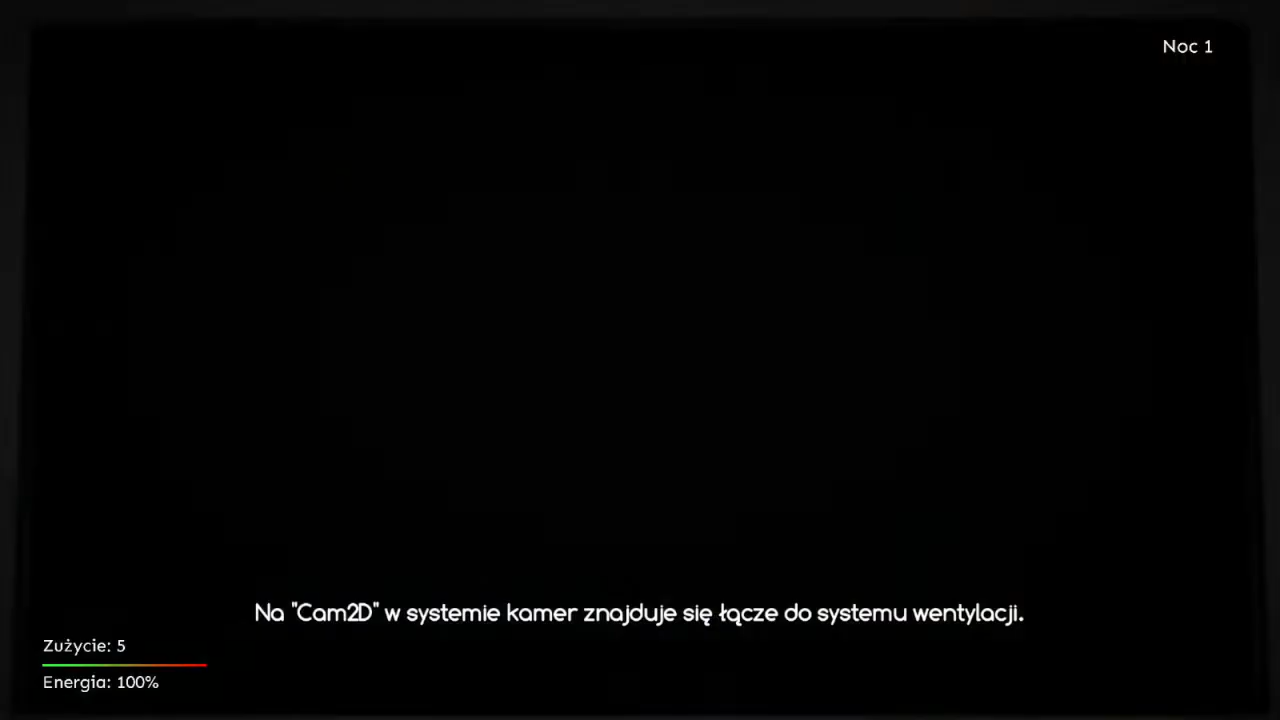 Noc 1
Na "Cam2D" w systemie kamer znajduje się łącze do systemu wentylacji.
Zużycie: 5
Energia: 100%